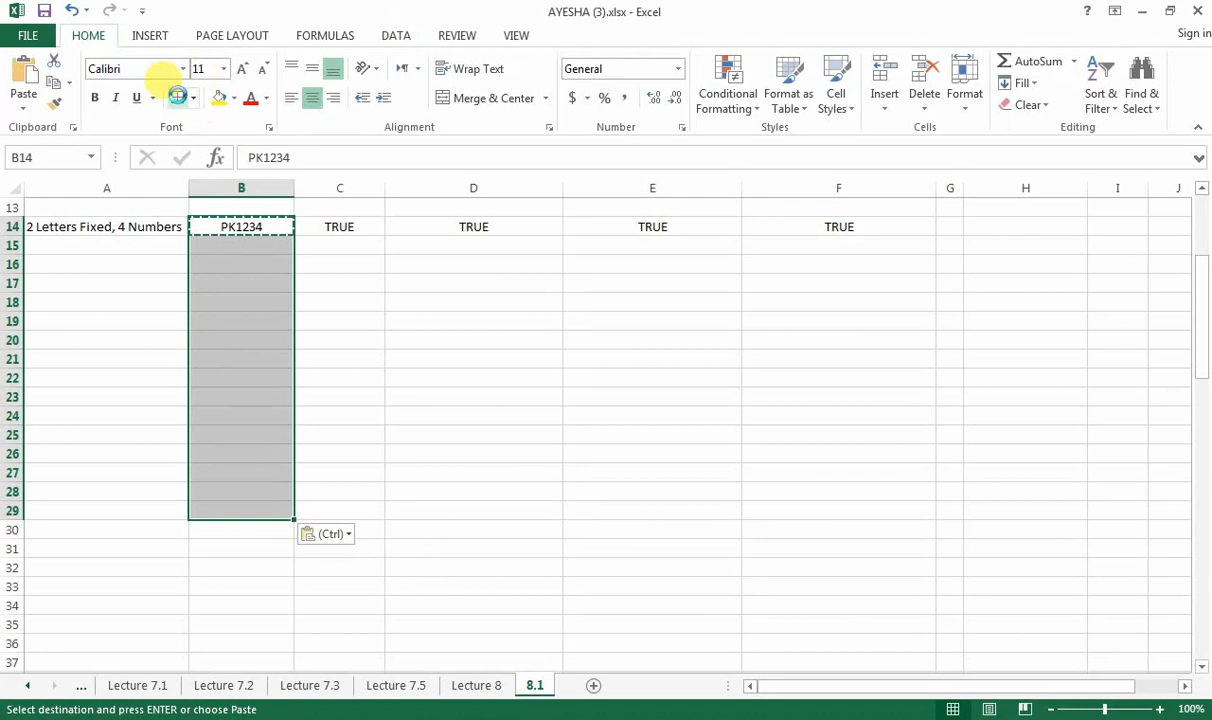 AYESHA (3).xlsx - Excel
? 
Sign in
FILE HOME INSERT PAGE LAYOUT FORMULAS DATA REVIEW VIEW
Paste
Calibri 11
B I U A
Wrap Text
Merge & Center
General
$ % ,
Conditional Formatting
Format as Table
Cell Styles
Insert Delete Format
AutoSum
Fill
Clear
Sort & Filter
Find & Select
Clipboard Font Alignment Number Styles Cells Editing
B14 fx PK1234
A B C D E F G H I J
13
14 2 Letters Fixed, 4 Numbers PK1234 TRUE TRUE TRUE TRUE
15
16
17
18
19
20
21
22
23
24
25
26
27
28
29
30 (Ctrl)
31
32
33
34
35
36
37
... Lecture 7.1 Lecture 7.2 Lecture 7.3 Lecture 7.5 Lecture 8 8.1
Select destination and press ENTER or choose Paste 100%